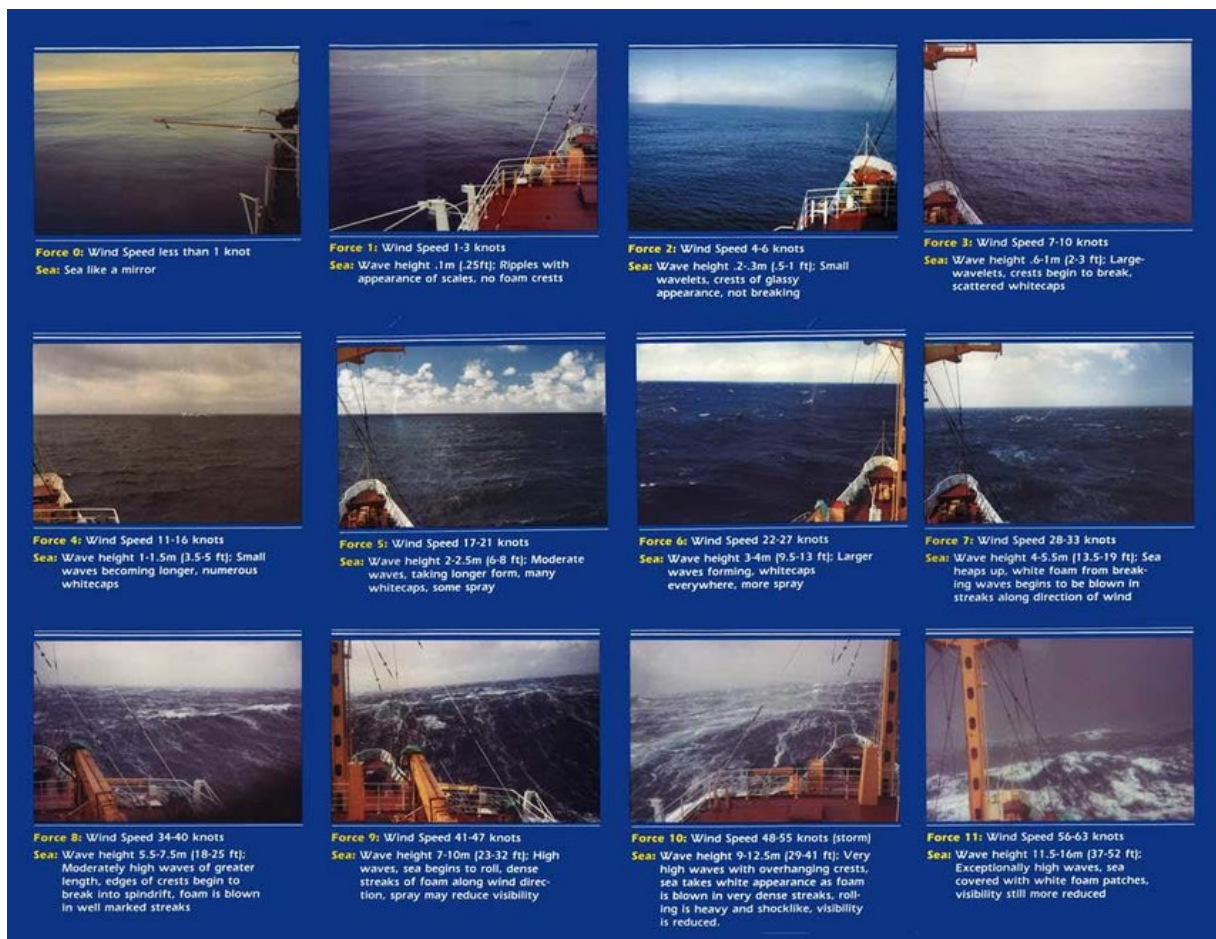 Force 0: Wind Speed less than 1 knot
Sea: Sea like a mirror
Force 1: Wind Speed 1-3 knots
Sea: Wave height .1m (.25ft); Ripples with
appearance of scales, no foam crests
Force 2: Wind Speed 4-6 knots
Sea: Wave height .2-.3m (.5-1 ft); Small
wavelets, crests of glassy
appearance, not breaking
Force 3: Wind Speed 7-10 knots
Sea: Wave height .6-1m (2-3 ft); Large-
wavelets, crests begin to break,
scattered whitecaps
Force 4: Wind Speed 11-16 knots
Sea: Wave height 1-1.5m (3.5-5 ft); Small
waves becoming longer, numerous
whitecaps
Force 5: Wind Speed 17-21 knots
Sea: Wave height 2-2.5m (6-8 ft); Moderate
waves, taking longer form, many
whitecaps, some spray
Force 6: Wind Speed 22-27 knots
Sea: Wave height 3-4m (9.5-13 ft); Larger
waves forming, whitecaps
everywhere, more spray
Force 7: Wind Speed 28-33 knots
Sea: Wave height 4-5.5m (13.5-19 ft); Sea
heaps up, white foam from break-
ing waves begins to be blown in
streaks along direction of wind
Force 8: Wind Speed 34-40 knots
Sea: Wave height 5.5-7.5m (18-25 ft);
Moderately high waves of greater
length, edges of crests begin to
break into spindrift, foam is blown
in well marked streaks
Force 9: Wind Speed 41-47 knots
Sea: Wave height 7-10m (23-32 ft); High
waves, sea begins to roll, dense
streaks of foam along wind direc-
tion, spray may reduce visibility
Force 10: Wind Speed 48-55 knots (storm)
Sea: Wave height 9-12.5m (29-41 ft); Very
high waves with overhanging crests,
sea takes white appearance as foam
is blown in very dense streaks, roll-
ing is heavy and shocklike, visibility
is reduced.
Force 11: Wind Speed 56-63 knots
Sea: Wave height 11.5-16m (37-52 ft);
Exceptionally high waves, sea
covered with white foam patches,
visibility still more reduced